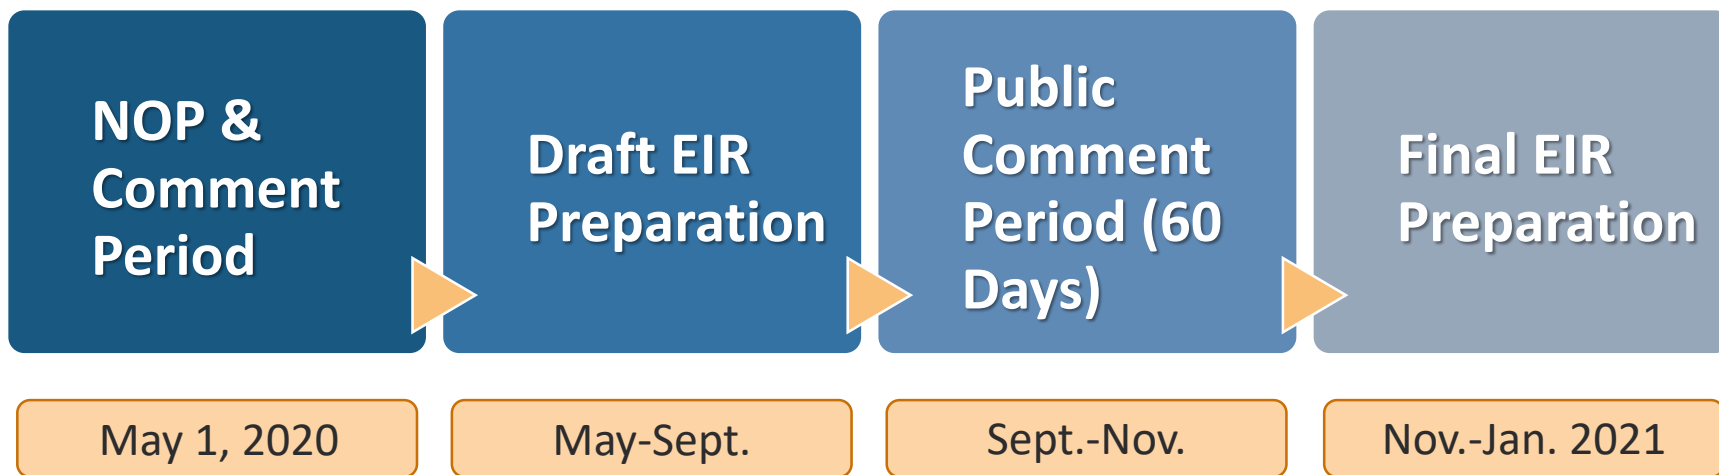 NOP &
Comment
Period
Draft EIR
Preparation
Public
Comment
Period (60
Days)
Final EIR
Preparation
May 1, 2020
May-Sept.
Sept.-Nov.
Nov.-Jan. 2021